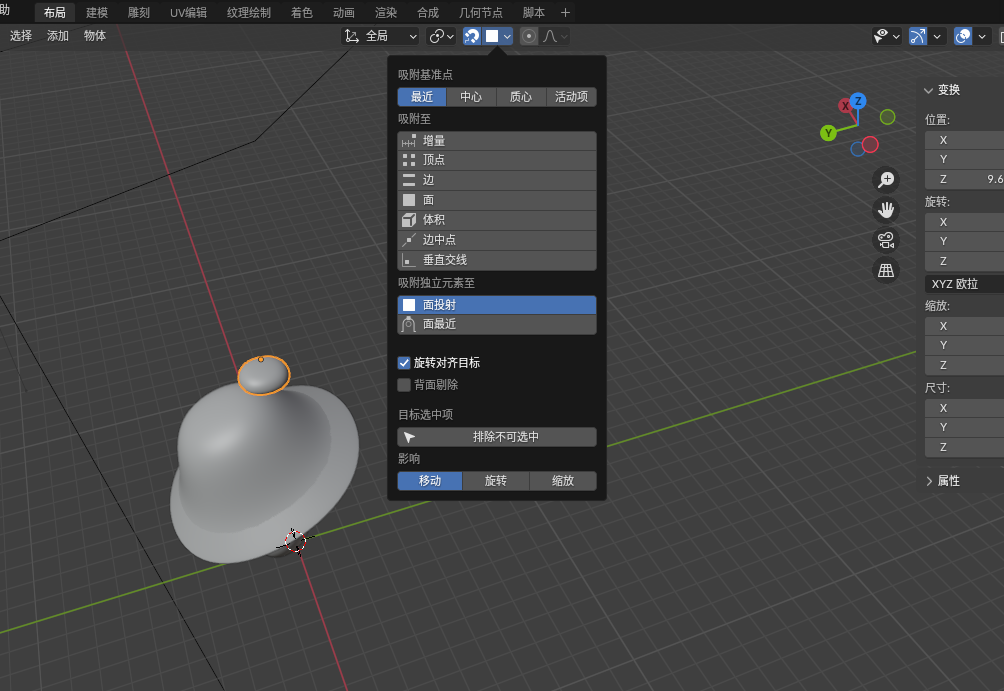 助 布局 建模 雕刻 UV编辑 纹理绘制 着色 动画 渲染 合成 几何节点 脚本 +
选择 添加 物体 全局
吸附基准点
最近 中心 质心 活动项
吸附至
增量
顶点
边
面
体积
边中点
垂直交线
吸附独立元素至
面投射
面最近
旋转对齐目标
背面剔除
目标选中项
排除不可选中
影响
移动 旋转 缩放
X Z
Y
变换
位置:
X
Y
Z 9.6
旋转:
X
Y
Z
XYZ 欧拉
缩放:
X
Y
Z
尺寸:
X
Y
Z
属性